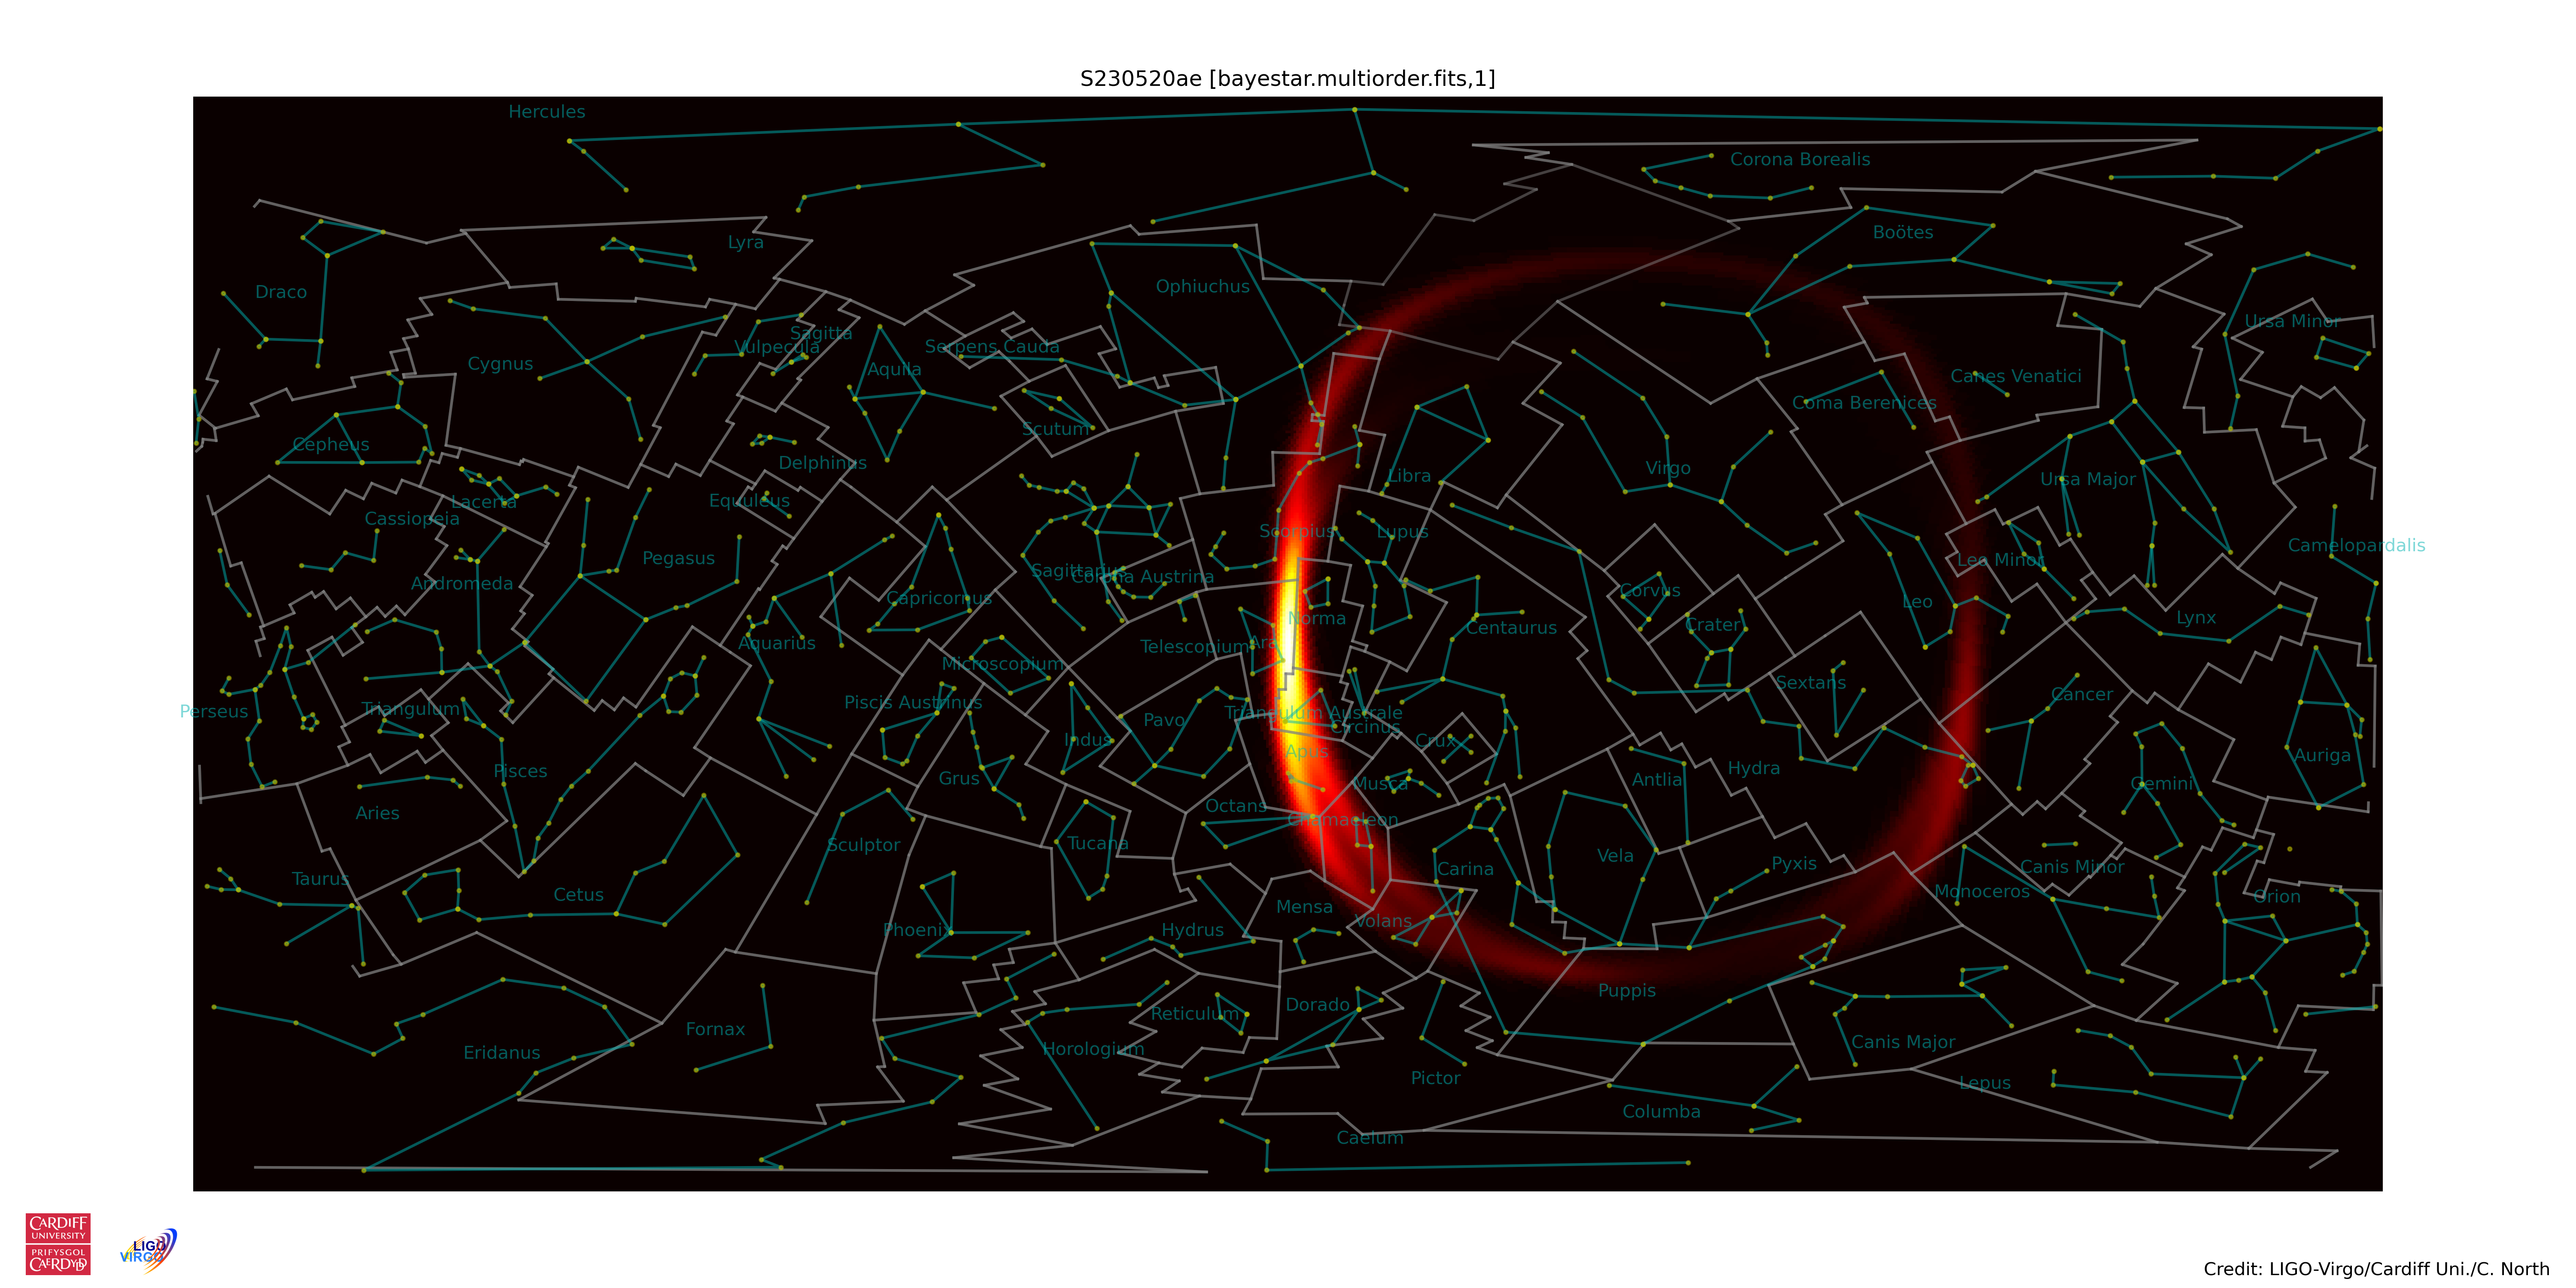 S230520ae [bayestar.multiorder.fits,1]
Hercules
Corona Borealis
Boötes
Lyra
Ophiuchus
Draco
Ursa Minor
Sagitta
Vulpecula
Serpens Cauda
Cygnus
Aquila
Canes Venatici
Coma Berenices
Scutum
Cepheus
Delphinus
Libra
Virgo
Ursa Major
Lacerta
Equuleus
Cassiopeia
Scorpius
Lupus
Camelopardalis
Pegasus
Leo Minor
Andromeda
Sagittarius
Corona Austrina
Capricornus
Corvus
Leo
Norma
Crater
Centaurus
Lynx
Aquarius
Telescopium
Ara
Microscopium
Sextans
Cancer
Piscis Austrinus
Perseus
Triangulum
Pavo
Triangulum Australe
Circinus
Indus
Crux
Apus
Auriga
Pisces
Grus
Musca
Antlia
Hydra
Gemini
Aries
Octans
Chamaeleon
Sculptor
Tucana
Vela
Pyxis
Carina
Canis Minor
Taurus
Cetus
Monoceros
Orion
Mensa
Volans
Phoenix
Hydrus
Puppis
Dorado
Reticulum
Fornax
Eridanus
Horologium
Canis Major
Pictor
Lepus
Columba
Caelum
CARDIFF
UNIVERSITY
PRIFYSGOL
CAERDYDD
LIGO
VIRGO
Credit: LIGO-Virgo/Cardiff Uni./C. North